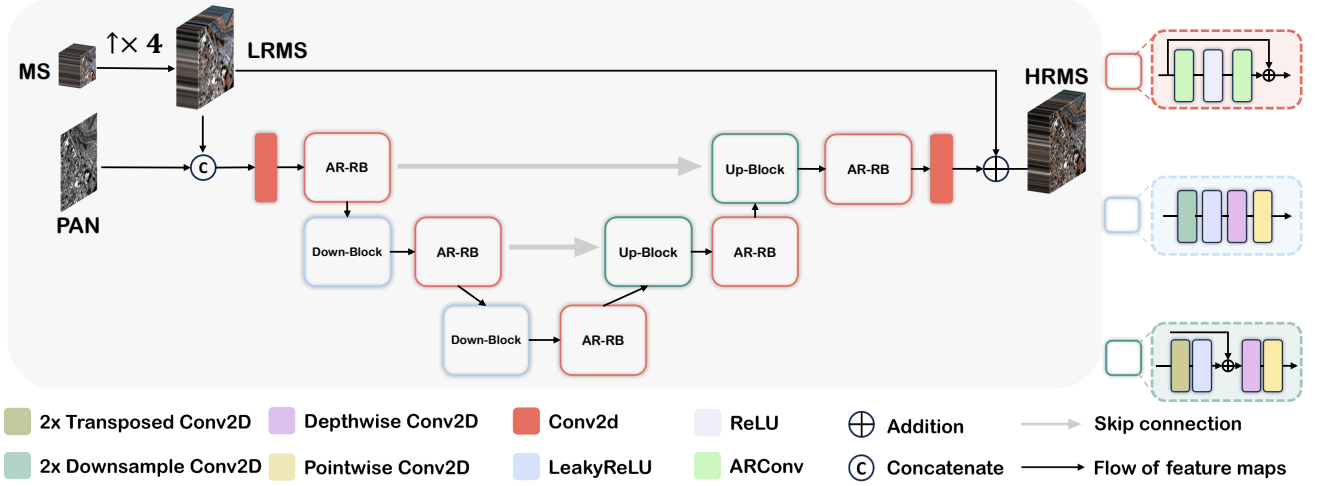 MS
↑× 4
LRMS
HRMS
PAN
C
AR-RB
Up-Block
AR-RB
Down-Block
AR-RB
Up-Block
AR-RB
Down-Block
AR-RB
2x Transposed Conv2D
Depthwise Conv2D
Conv2d
ReLU
Addition
Skip connection
2x Downsample Conv2D
Pointwise Conv2D
LeakyReLU
ARConv
C
Concatenate
Flow of feature maps